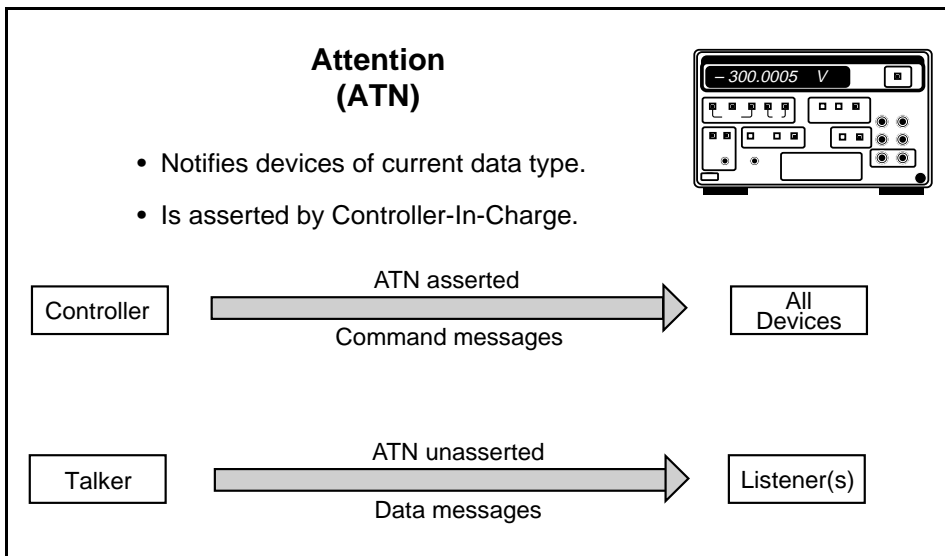 Attention
(ATN)
– 300.0005 V
• Notifies devices of current data type.
• Is asserted by Controller-In-Charge.
ATN asserted
Controller
All
Devices
Command messages
ATN unasserted
Talker
Listener(s)
Data messages